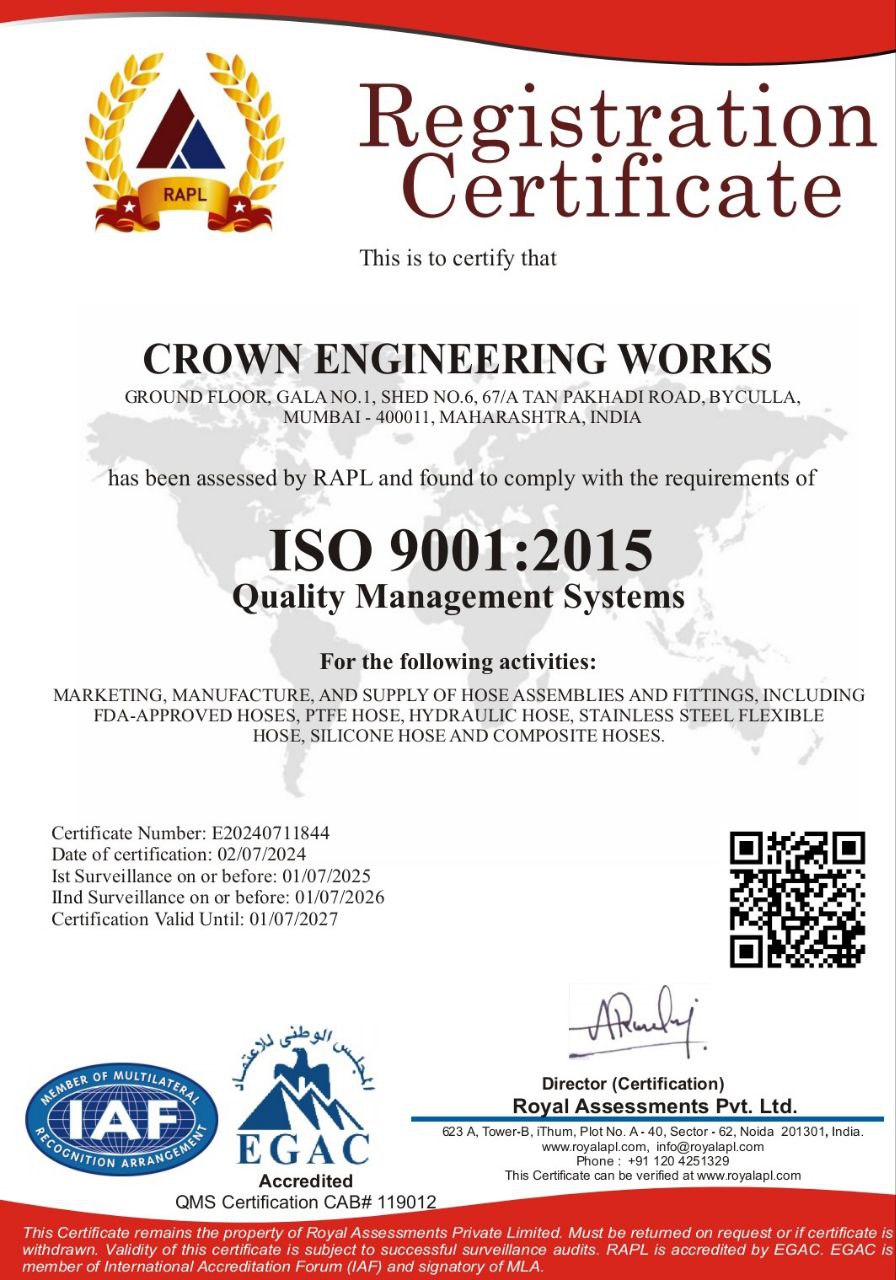 RAPL
Registration
Certificate
This is to certify that
CROWN ENGINEERING WORKS
GROUND FLOOR, GALA NO.1, SHED NO.6, 67/A TAN PAKHADI ROAD, BYCULLA,
MUMBAI - 400011, MAHARASHTRA, INDIA
has been assessed by RAPL and found to comply with the requirements of
ISO 9001:2015
Quality Management Systems
For the following activities:
MARKETING, MANUFACTURE, AND SUPPLY OF HOSE ASSEMBLIES AND FITTINGS, INCLUDING
FDA-APPROVED HOSES, PTFE HOSE, HYDRAULIC HOSE, STAINLESS STEEL FLEXIBLE
HOSE, SILICONE HOSE AND COMPOSITE HOSES.
Certificate Number: E20240711844
Date of certification: 02/07/2024
Ist Surveillance on or before: 01/07/2025
IInd Surveillance on or before: 01/07/2026
Certification Valid Until: 01/07/2027
MEMBER OF MULTILATERAL
IAF
RECOGNITION ARRANGEMENT
المجلس الوطنى للاعتماد
EGAC
Accredited
QMS Certification CAB# 119012
Director (Certification)
Royal Assessments Pvt. Ltd.
623 A, Tower-B, iThum, Plot No. A - 40, Sector - 62, Noida 201301, India.
www.royalapl.com, info@royalapl.com
Phone : +91 120 4251329
This Certificate can be verified at www.royalapl.com
This Certificate remains the property of Royal Assessments Private Limited. Must be returned on request or if certificate is
withdrawn. Validity of this certificate is subject to successful surveillance audits. RAPL is accredited by EGAC. EGAC is
member of International Accreditation Forum (IAF) and signatory of MLA.